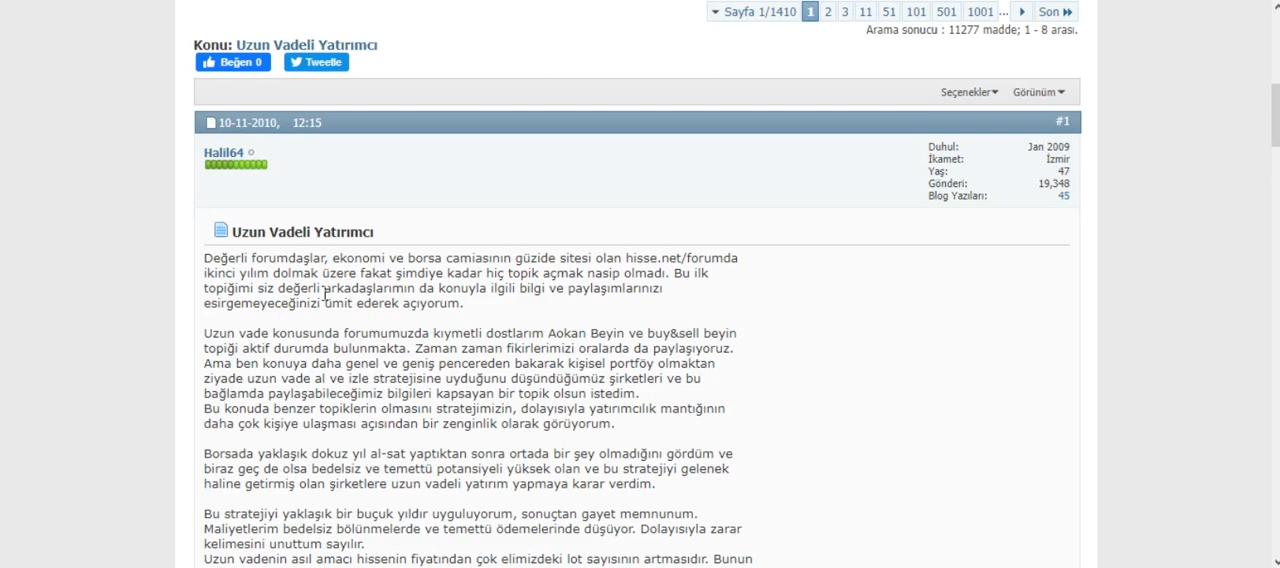 Sayfa 1/1410 1 2 3 11 51 101 501 1001 ... Son
Arama sonucu : 11277 madde; 1 - 8 arası.
Konu: Uzun Vadeli Yatırımcı
Beğen 0 Tweetle
Seçenekler Görünüm
10-11-2010, 12:15 #1
Halil64
Duhul: Jan 2009
İkamet: İzmir
Yaş: 47
Gönderi: 19,348
Blog Yazıları: 45
Uzun Vadeli Yatırımcı
Değerli forumdaşlar, ekonomi ve borsa camiasının güzide sitesi olan hisse.net/forumda
ikinci yılım dolmak üzere fakat şimdiye kadar hiç topik açmak nasip olmadı. Bu ilk
topiğimi siz değerli arkadaşlarımın da konuyla ilgili bilgi ve paylaşımlarınızı
esirgemeyeceğinizi ümit ederek açıyorum.
Uzun vade konusunda forumumuzda kıymetli dostlarım Aokan Beyin ve buy&sell beyin
topiği aktif durumda bulunmakta. Zaman zaman fikirlerimizi oralarda da paylaşıyoruz.
Ama ben konuya daha genel ve geniş pencereden bakarak kişisel portföy olmaktan
ziyade uzun vade al ve izle stratejisine uyduğunu düşündüğümüz şirketleri ve bu
bağlamda paylaşabileceğimiz bilgileri kapsayan bir topik olsun istedim.
Bu konuda benzer topiklerin olmasını stratejimizin, dolayısıyla yatırımcılık mantığının
daha çok kişiye ulaşması açısından bir zenginlik olarak görüyorum.
Borsada yaklaşık dokuz yıl al-sat yaptıktan sonra ortada bir şey olmadığını gördüm ve
biraz geç de olsa bedelsiz ve temettü potansiyeli yüksek olan ve bu stratejiyi gelenek
haline getirmiş olan şirketlere uzun vadeli yatırım yapmaya karar verdim.
Bu stratejiyi yaklaşık bir buçuk yıldır uyguluyorum, sonuçtan gayet memnunum.
Maliyetlerim bedelsiz bölünmelerde ve temettü ödemelerinde düşüyor. Dolayısıyla zarar
kelimesini unuttum sayılır.
Uzun vadenin asıl amacı hissenin fiyatından çok elimizdeki lot sayısının artmasıdır. Bunun